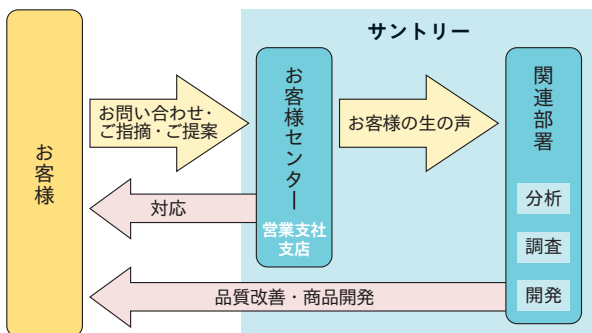 サントリー
お客様
お問い合わせ・
ご指摘・ご提案
お客様センター
営業支社
支店
お客様の生の声
関連部署
分析
調査
開発
対応
品質改善・商品開発